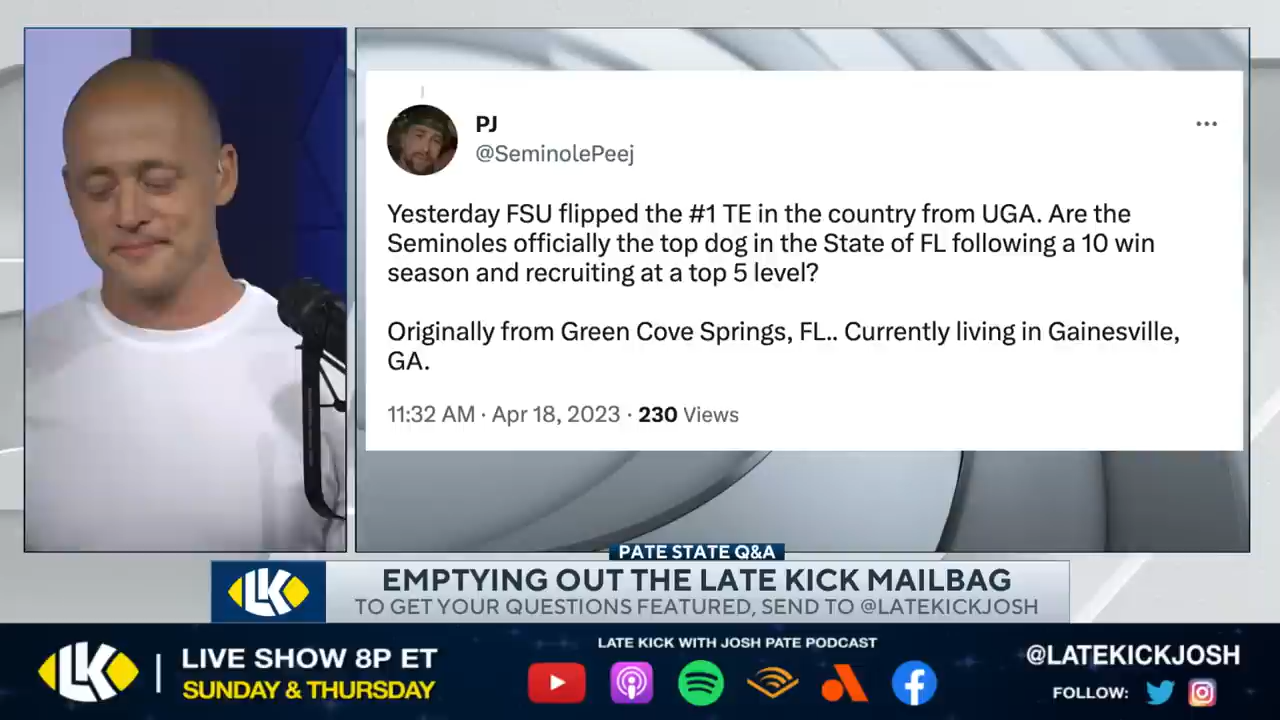 PJ
@SeminolePeej
Yesterday FSU flipped the #1 TE in the country from UGA. Are the
Seminoles officially the top dog in the State of FL following a 10 win
season and recruiting at a top 5 level?
Originally from Green Cove Springs, FL.. Currently living in Gainesville,
GA.
11:32 AM · Apr 18, 2023 · 230 Views
PATE STATE Q&A
LK
EMPTYING OUT THE LATE KICK MAILBAG
TO GET YOUR QUESTIONS FEATURED, SEND TO @LATEKICKJOSH
LK
LIVE SHOW 8P ET
SUNDAY & THURSDAY
LATE KICK WITH JOSH PATE PODCAST
@LATEKICKJOSH
FOLLOW: